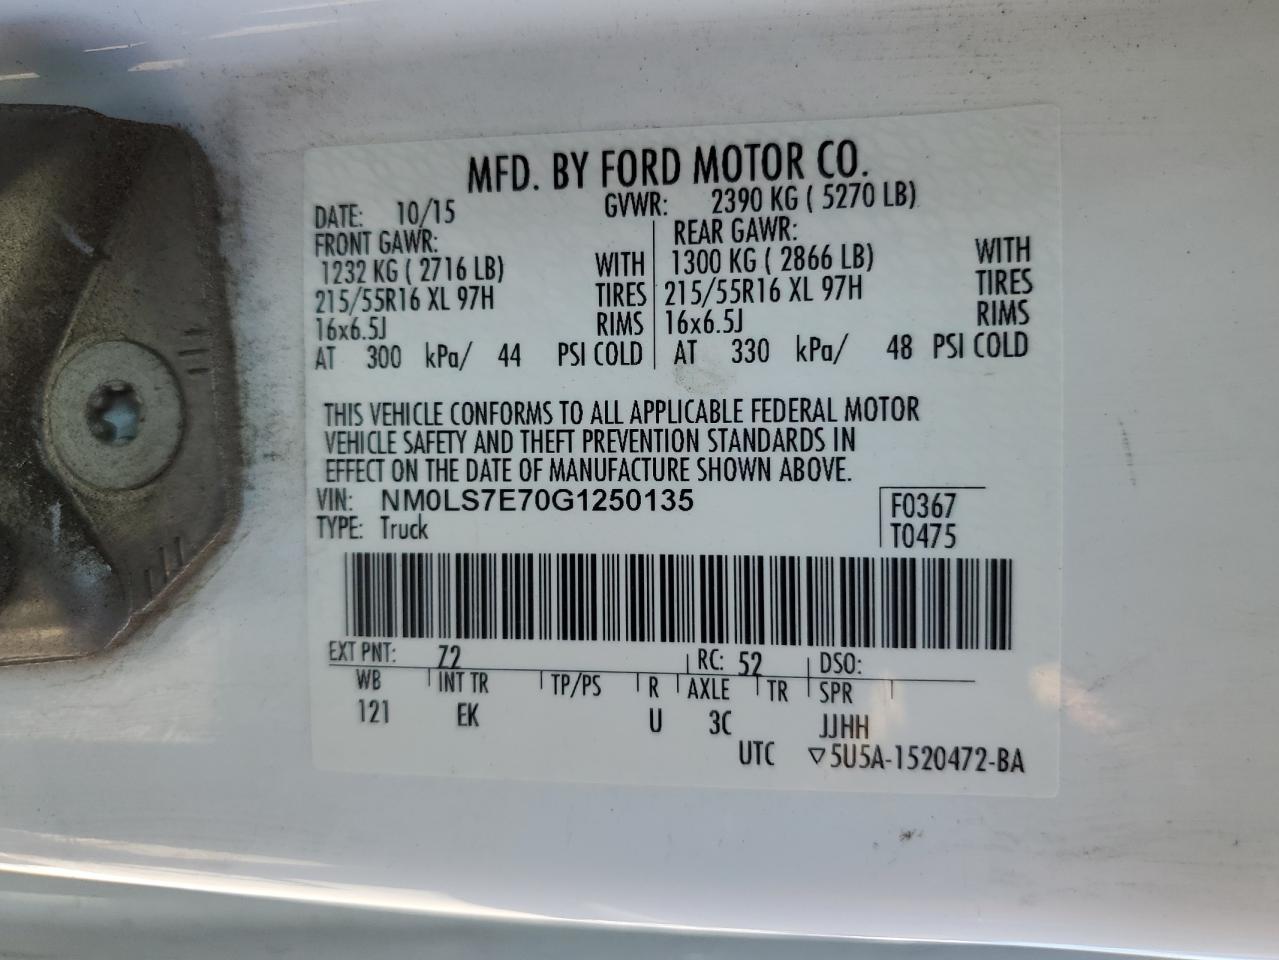 MFD. BY FORD MOTOR CO.
DATE: 10/15 GVWR: 2390 KG ( 5270 LB)
FRONT GAWR: REAR GAWR:
1232 KG ( 2716 LB) WITH 1300 KG ( 2866 LB) WITH
215/55R16 XL 97H TIRES 215/55R16 XL 97H TIRES
16x6.5J RIMS 16x6.5J RIMS
AT 300 kPa/ 44 PSI COLD AT 330 kPa/ 48 PSI COLD
THIS VEHICLE CONFORMS TO ALL APPLICABLE FEDERAL MOTOR
VEHICLE SAFETY AND THEFT PREVENTION STANDARDS IN
EFFECT ON THE DATE OF MANUFACTURE SHOWN ABOVE.
VIN: NM0LS7E70G1250135 F0367
TYPE: Truck T0475
EXT PNT: Z2 RC: 52 DSO:
WB INT TR TP/PS R AXLE TR SPR
121 EK U 3C JJHH
UTC ▽5U5A-1520472-BA